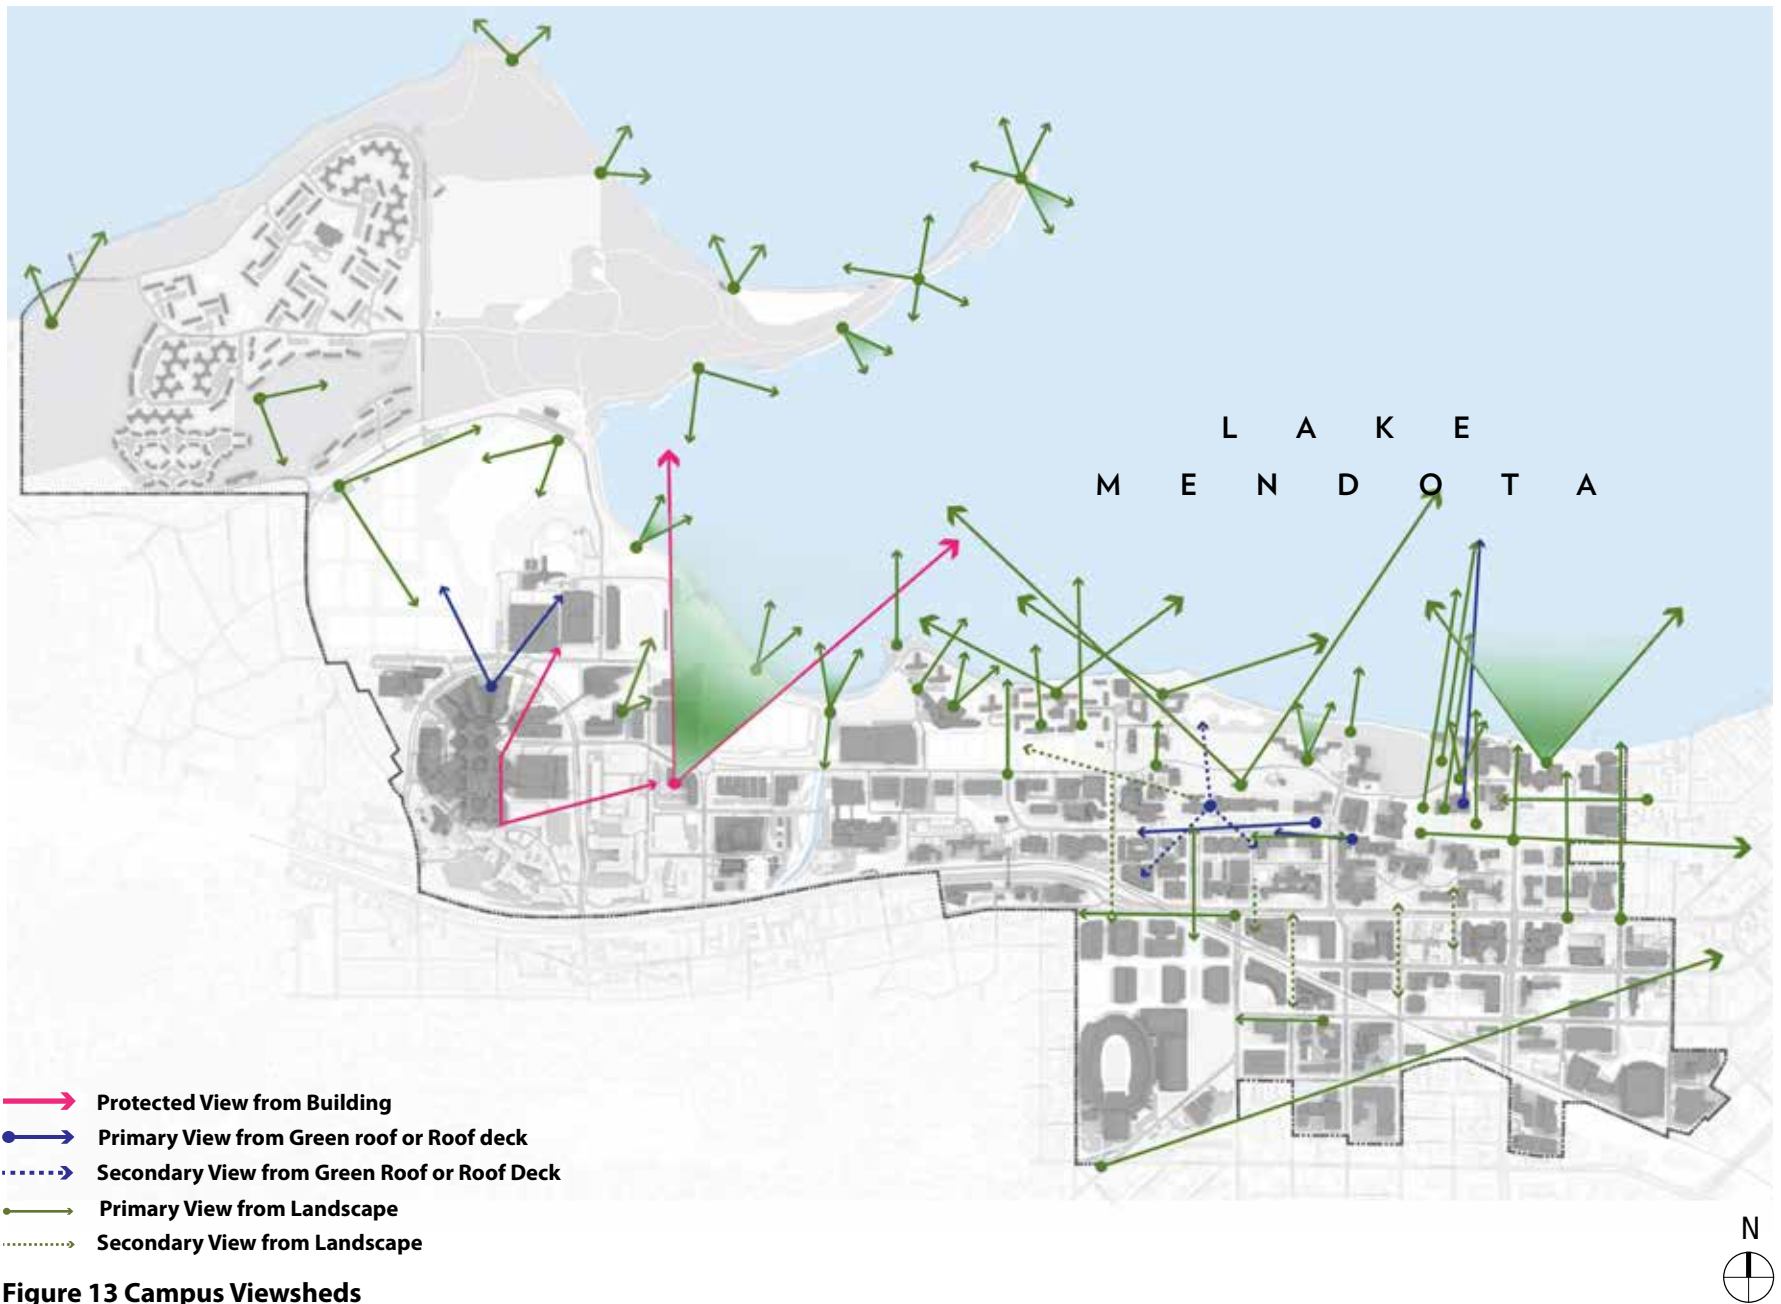 L A K E
M E N D O T A
Protected View from Building
Primary View from Green roof or Roof deck
Secondary View from Green Roof or Roof Deck
Primary View from Landscape
Secondary View from Landscape
N
Figure 13 Campus Viewsheds